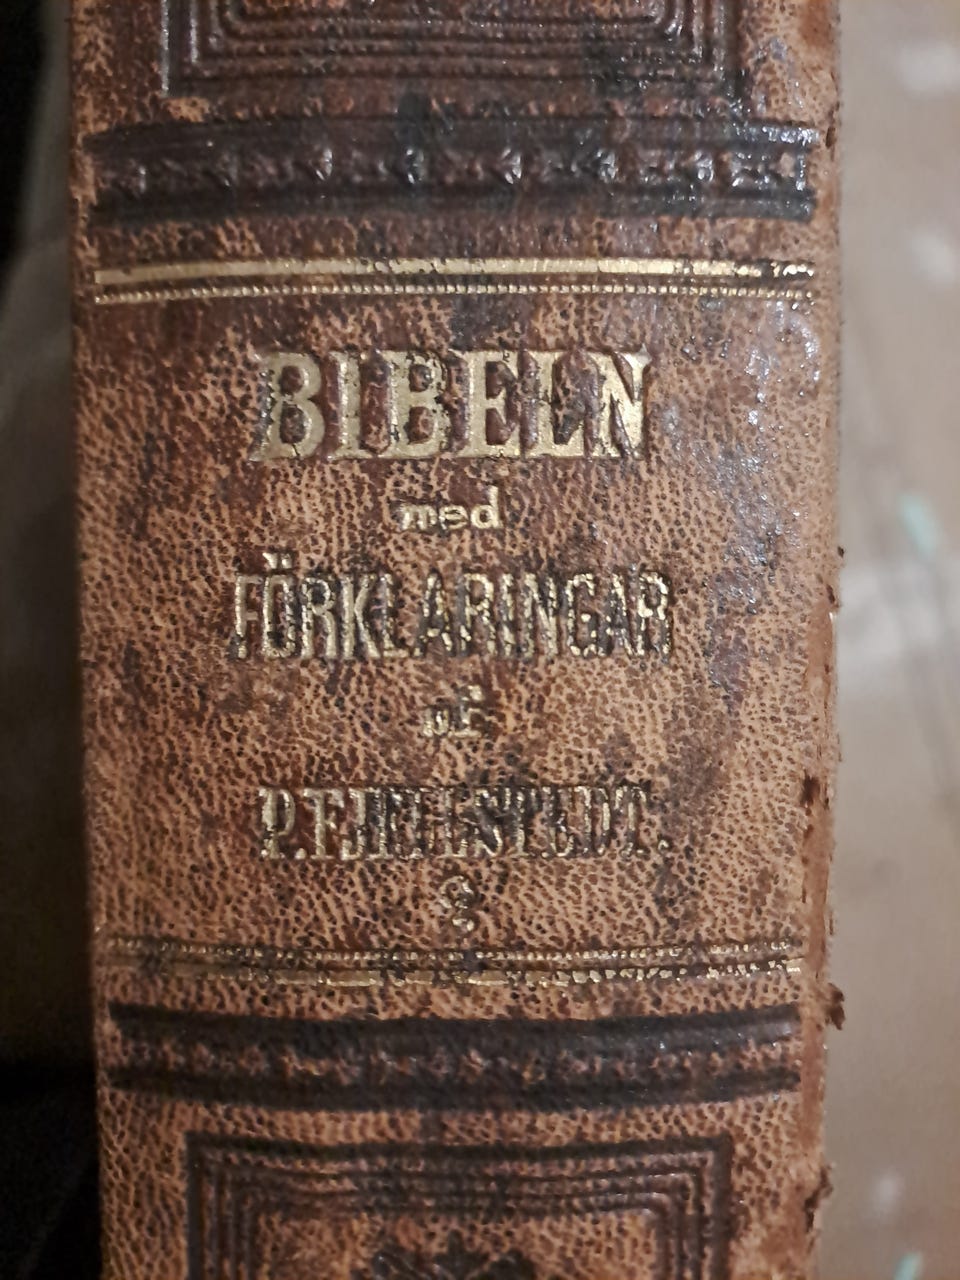 BIBELN
med
FÖRKLARINGAR
af
P. FJELLSTEDT.